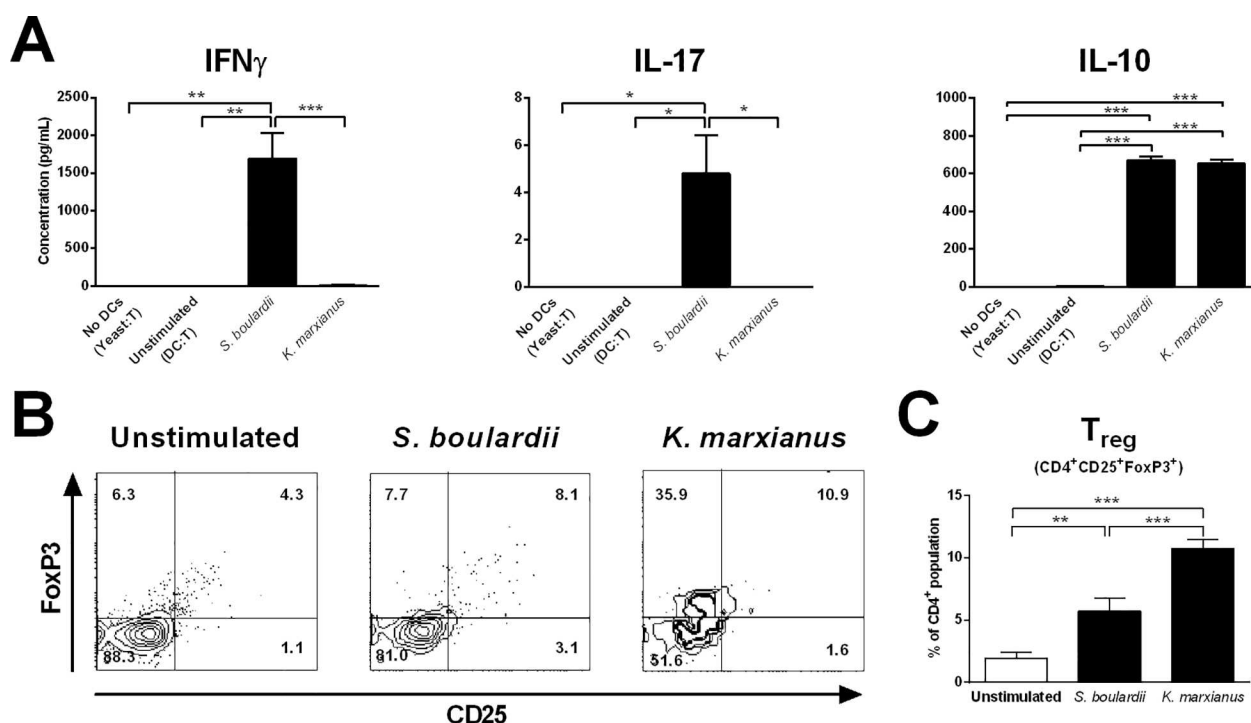 A
IFNγ
Concentration (pg/mL)
2500
2000
1500
1000
500
0
**
**
***
No DCs
(Yeast:T)
Unstimulated
(DC:T)
S. boulardii
K. marxianus
IL-17
8
6
4
2
0
*
*
*
No DCs
(Yeast:T)
Unstimulated
(DC:T)
S. boulardii
K. marxianus
IL-10
1000
800
600
400
200
0
***
***
***
***
No DCs
(Yeast:T)
Unstimulated
(DC:T)
S. boulardii
K. marxianus
B
Unstimulated
S. boulardii
K. marxianus
FoxP3
6.3 4.3
88.3 1.1
7.7 8.1
81.0 3.1
35.9 10.9
51.6 1.6
CD25
C
Treg
(CD4+CD25+FoxP3+)
% of CD4+ population
15
10
5
0
***
**
***
Unstimulated
S. boulardii
K. marxianus